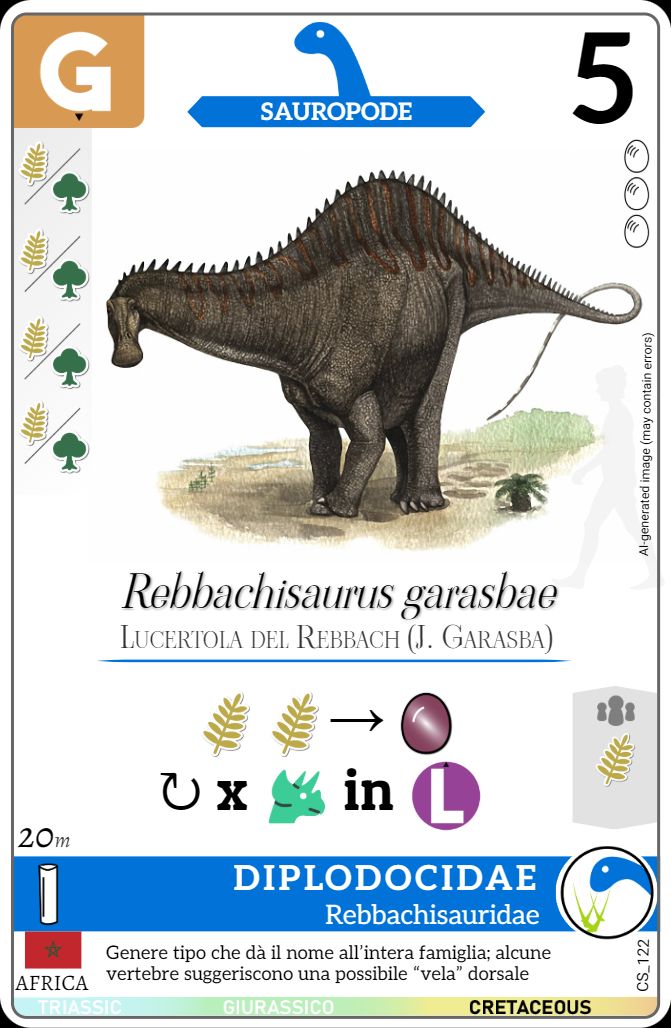 G
SAUROPODE
5
AI-generated image (may contain errors)
Rebbachisaurus garasbae
Lucertola del Rebbach (J. Garasba)
x in L
20m
DIPLODOCIDAE
Rebbachisauridae
AFRICA
Genere tipo che dà il nome all'intera famiglia; alcune
vertebre suggeriscono una possibile “vela” dorsale
CS_122
TRIASSIC GIURASSICO CRETACEOUS